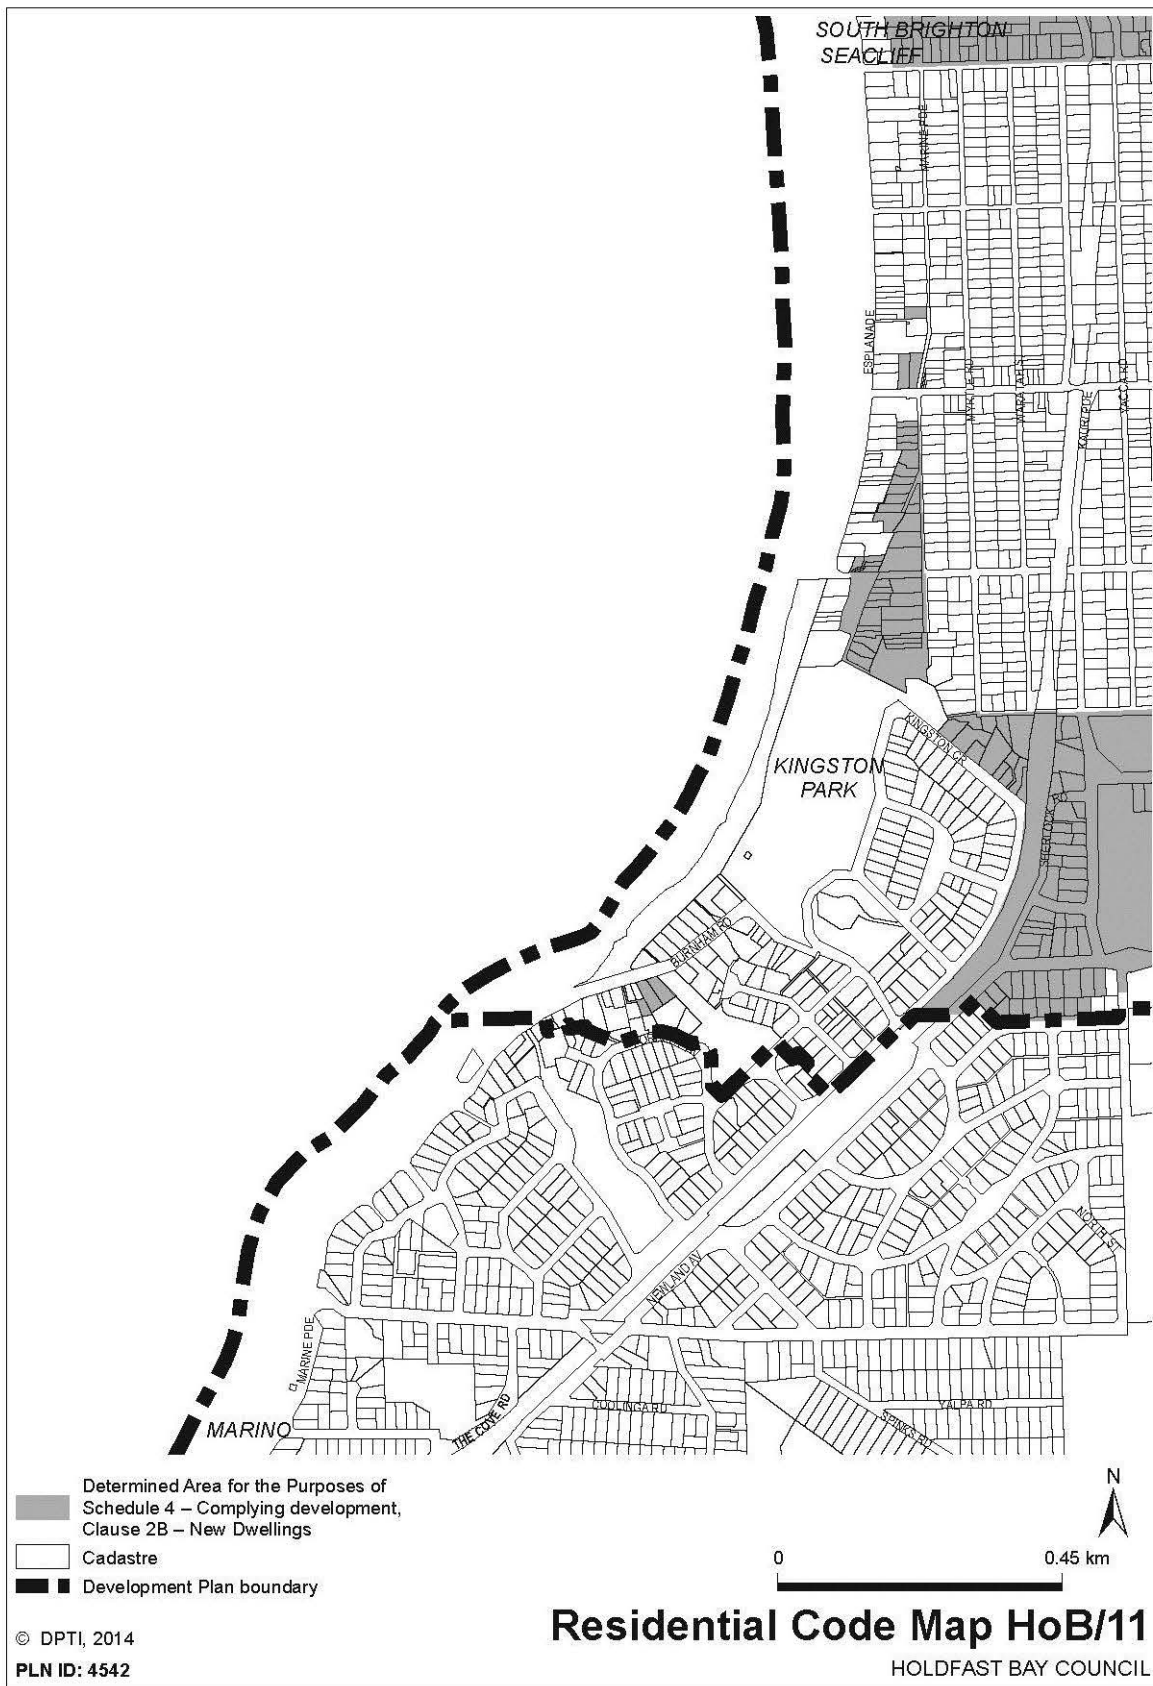 SOUTH BRIGHTON
SEACLIFF
MARINE PDE
ESPLANADE
MYRTLE RD
WARATAH S
KAURI PDE
YACCA RD
KINGSTON CR
KINGSTON
PARK
SHERLOCK RD
BURNHAM RD
NORTH ST
NEWLAND AV
MARINE PDE
COOLINGA RD
YALPA RD
THE COVE RD
SPINKS RD
MARINO
Determined Area for the Purposes of
Schedule 4 – Complying development,
Clause 2B – New Dwellings
Cadastre
Development Plan boundary
N
0 0.45 km
Residential Code Map HoB/11
HOLDFAST BAY COUNCIL
© DPTI, 2014
PLN ID: 4542